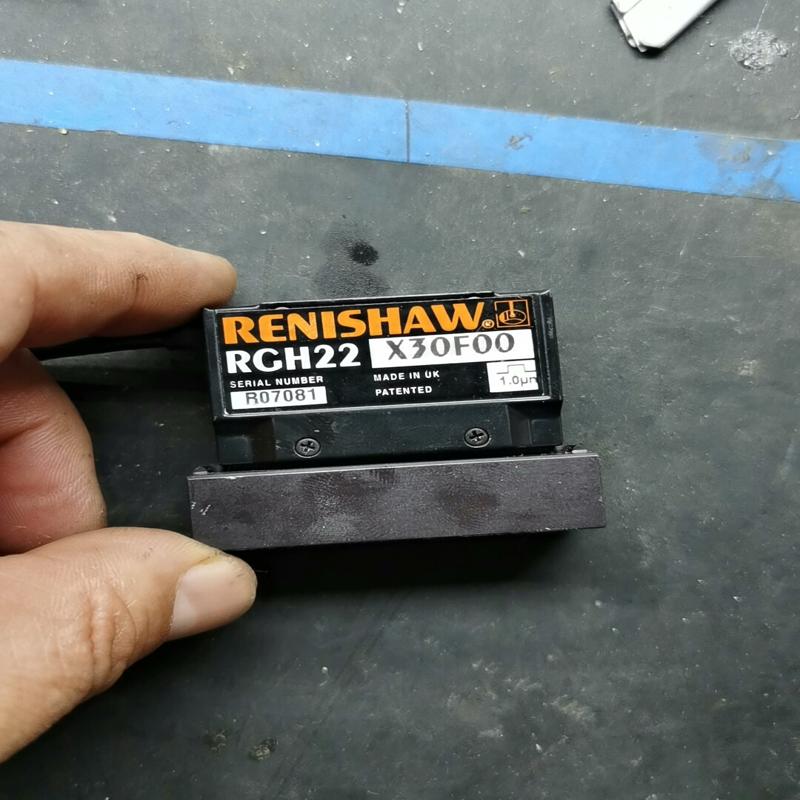 RENISHAW®
RGH22 X30F00
SERIAL NUMBER MADE IN UK
R07081 PATENTED
1.0µm